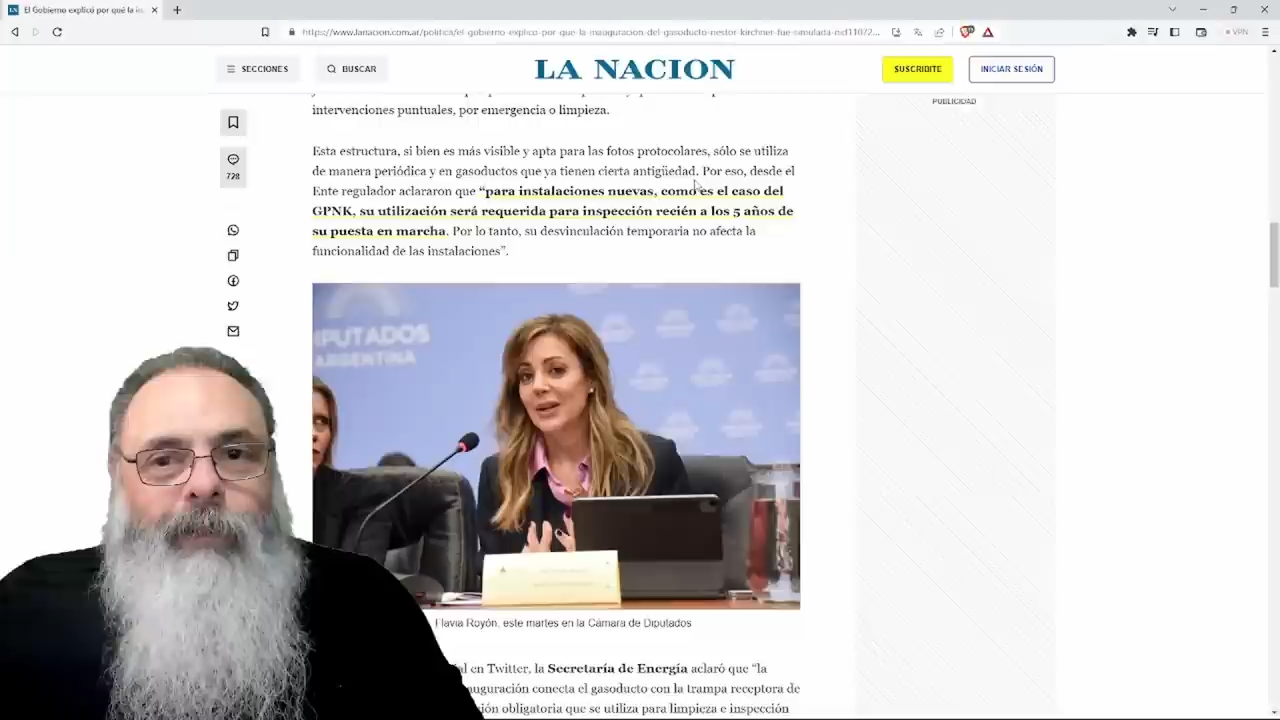 El Gobierno explicó por qué la in
https://www.lanacion.com.ar/politica/el-gobierno-explico-por-que-la-inauguracion-del-gasoducto-nestor-kirchner-fue-simulada-nid11072...
VPN
SECCIONES
BUSCAR
LA NACION
SUSCRIBITE
INICIAR SESIÓN
PUBLICIDAD
728
intervenciones puntuales, por emergencia o limpieza.
Esta estructura, si bien es más visible y apta para las fotos protocolares, sólo se utiliza
de manera periódica y en gasoductos que ya tienen cierta antigüedad. Por eso, desde el
Ente regulador aclararon que “para instalaciones nuevas, como es el caso del
GPNK, su utilización será requerida para inspección recién a los 5 años de
su puesta en marcha. Por lo tanto, su desvinculación temporaria no afecta la
funcionalidad de las instalaciones”.
DIPUTADOS
ARGENTINA
Flavia Royón, este martes en la Cámara de Diputados
al en Twitter, la Secretaría de Energía aclaró que “la
auguración conecta el gasoducto con la trampa receptora de
sión obligatoria que se utiliza para limpieza e inspección